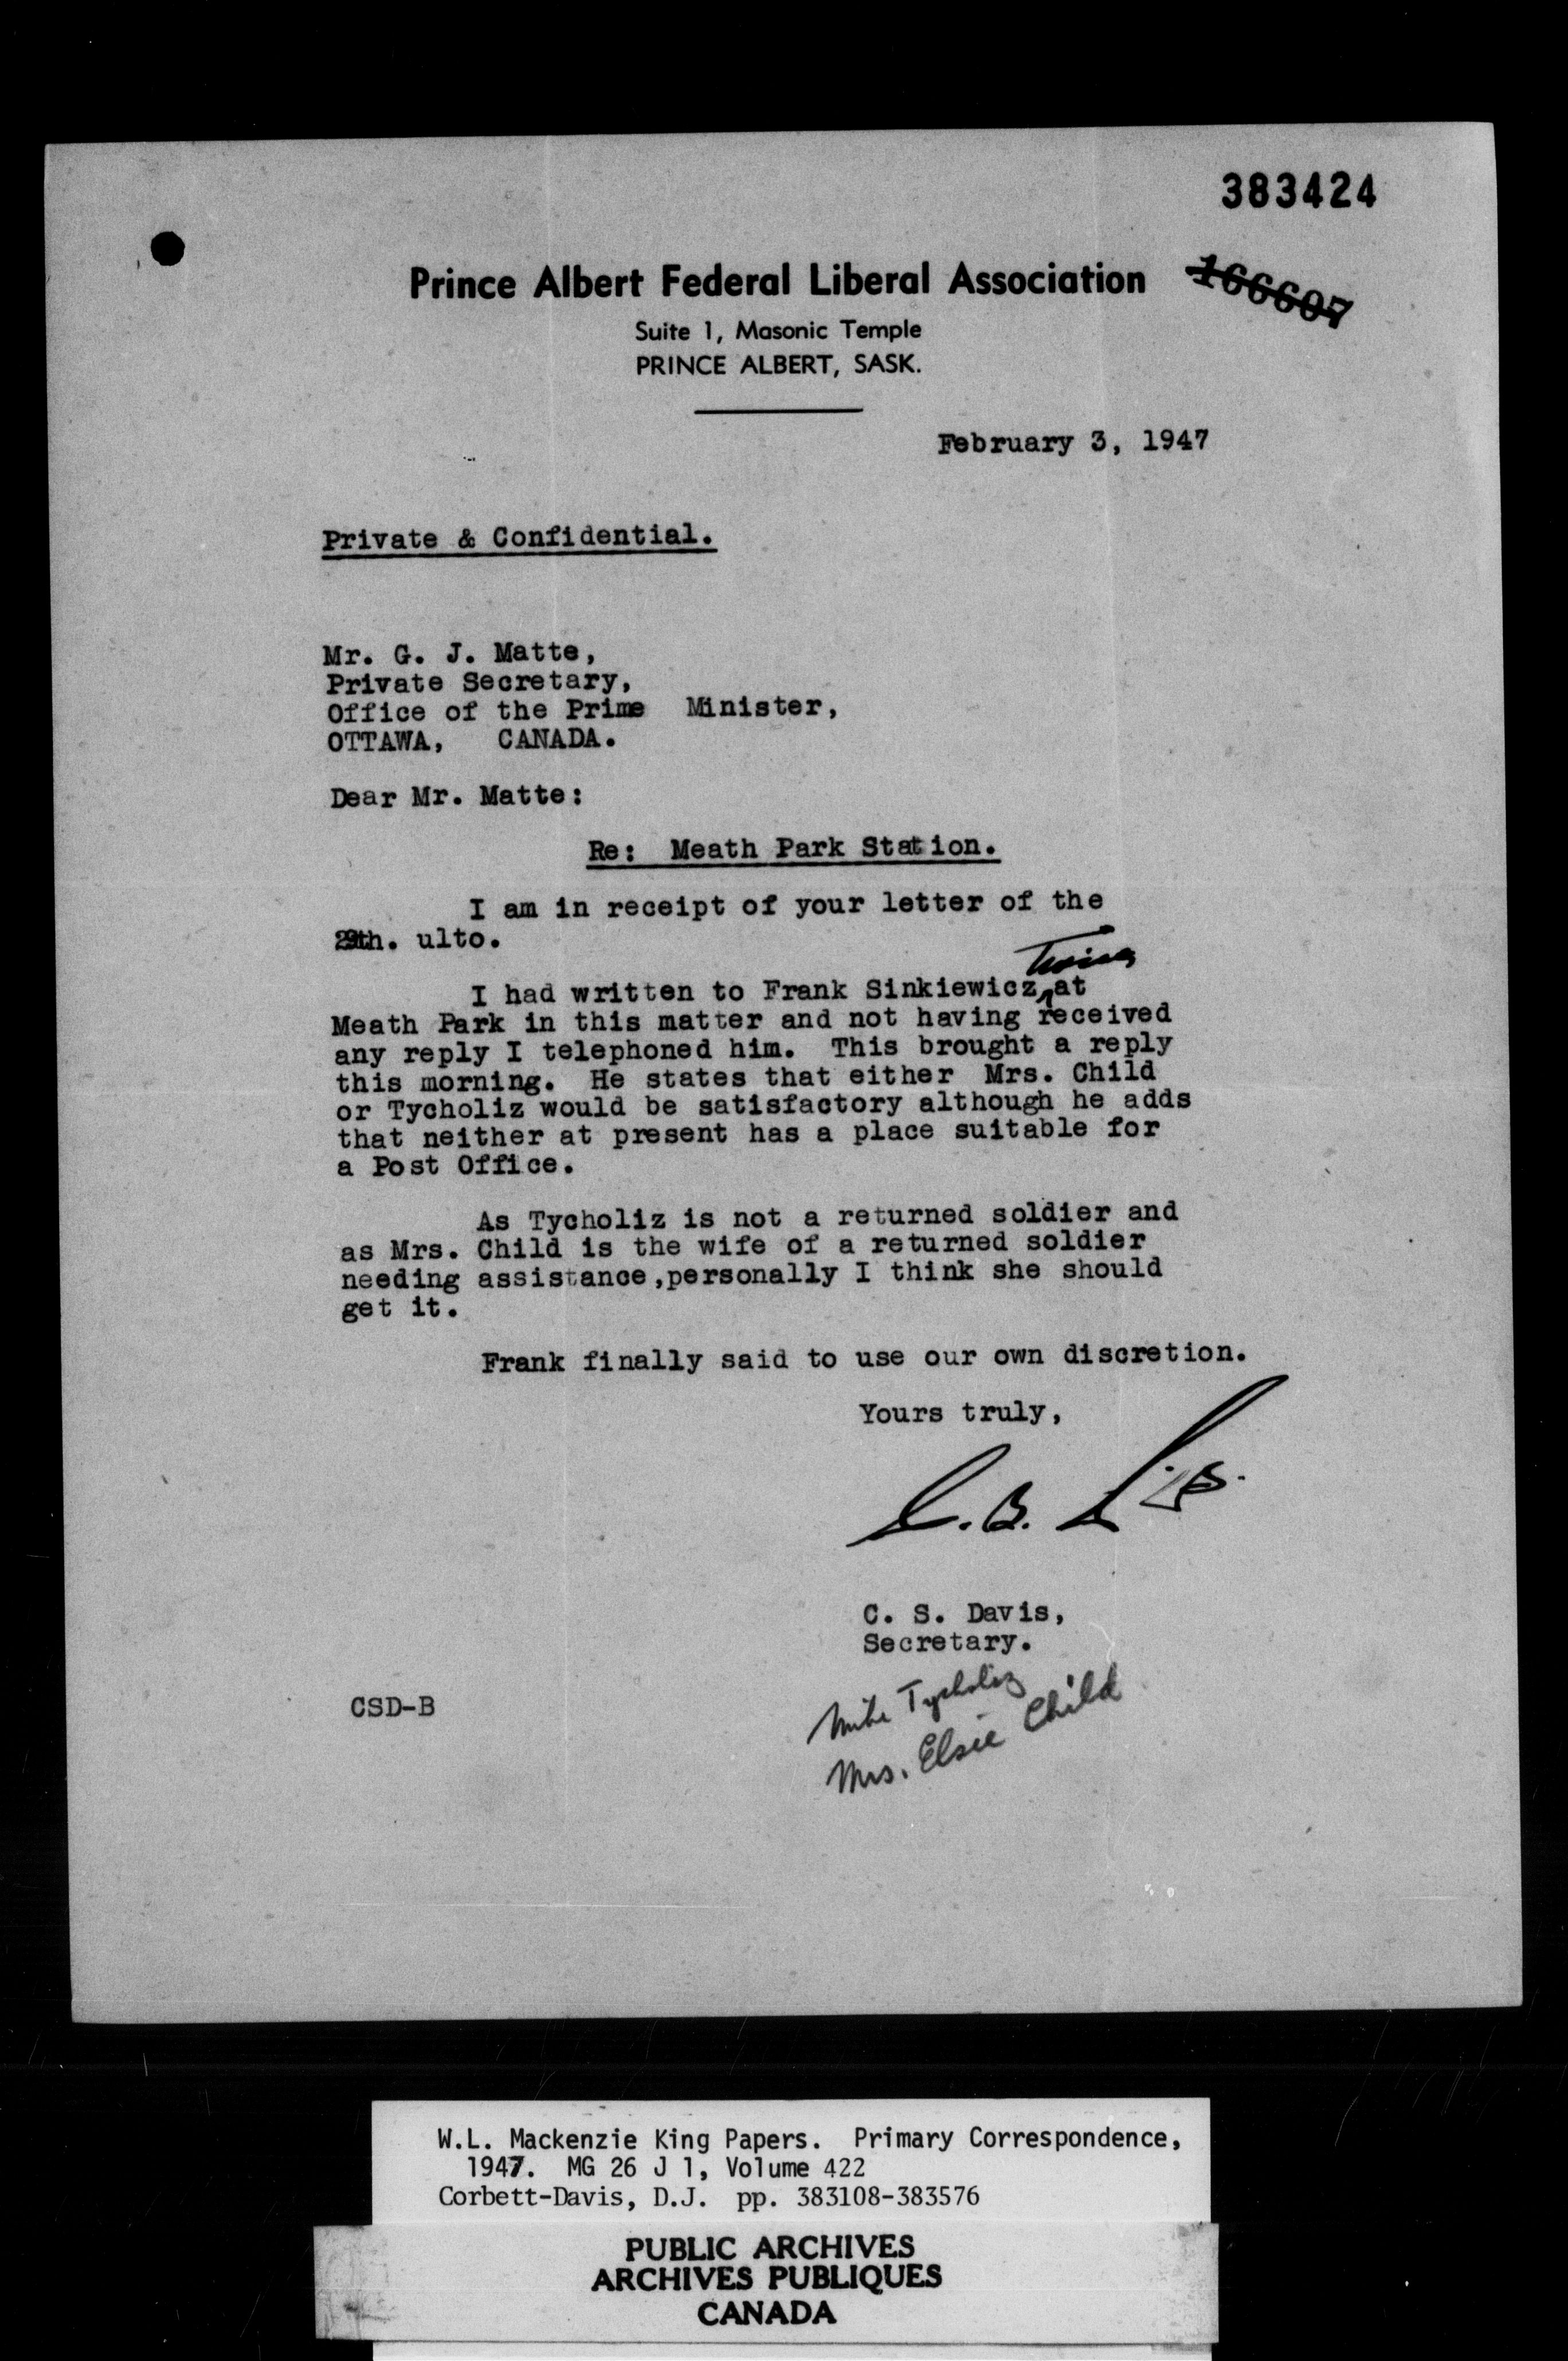 383424
Prince Albert Federal Liberal Association
166607
Suite 1, Masonic Temple
PRINCE ALBERT, SASK.
February 3, 1947
Private & Confidential.
Mr. G. J. Matte,
Private Secretary,
Office of the Prime Minister,
OTTAWA, CANADA.
Dear Mr. Matte:
Re: Meath Park Station.
I am in receipt of your letter of the
29th. ulto.
twice
I had written to Frank Sinkiewicz at
Meath Park in this matter and not having received
any reply I telephoned him. This brought a reply
this morning. He states that either Mrs. Child
or Tycholiz would be satisfactory although he adds
that neither at present has a place suitable for
a Post Office.
As Tycholiz is not a returned soldier and
as Mrs. Child is the wife of a returned soldier
needing assistance,personally I think she should
get it.
Frank finally said to use our own discretion.
Yours truly,
C. S. Davis,
Secretary.
CSD-B
Mike Tycholiz
Mrs. Elsie Child
W.L. Mackenzie King Papers. Primary Correspondence,
1947. MG 26 J 1, Volume 422
Corbett-Davis, D.J. pp. 383108-383576
PUBLIC ARCHIVES
ARCHIVES PUBLIQUES
CANADA